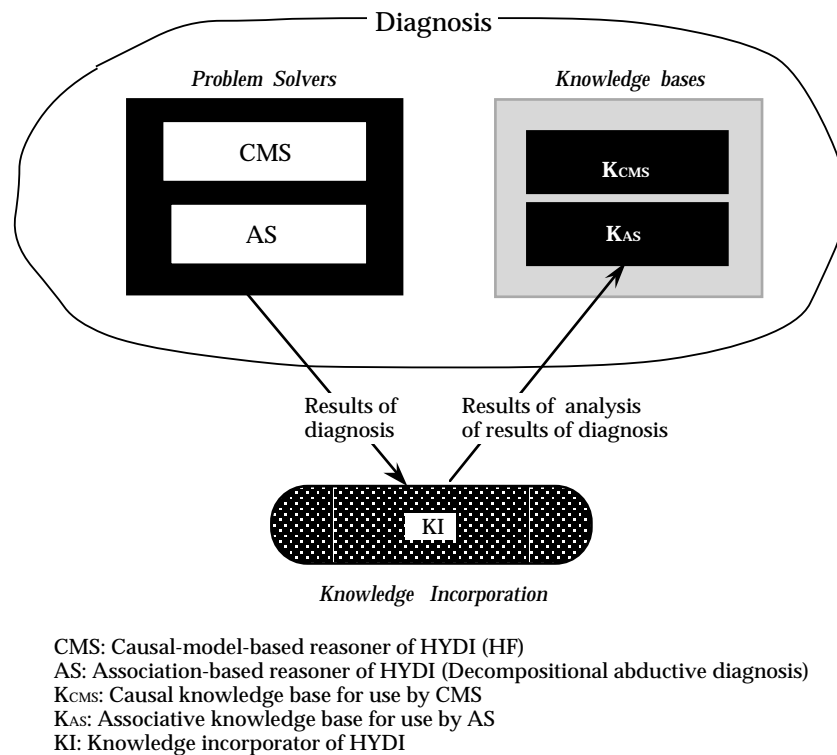 Diagnosis
Problem Solvers
Knowledge bases
CMS
AS
KCMS
KAS
Results of
diagnosis
Results of analysis
of results of diagnosis
KI
Knowledge Incorporation
CMS: Causal-model-based reasoner of HYDI (HF)
AS: Association-based reasoner of HYDI (Decompositional abductive diagnosis)
KCMS: Causal knowledge base for use by CMS
KAS: Associative knowledge base for use by AS
KI: Knowledge incorporator of HYDI